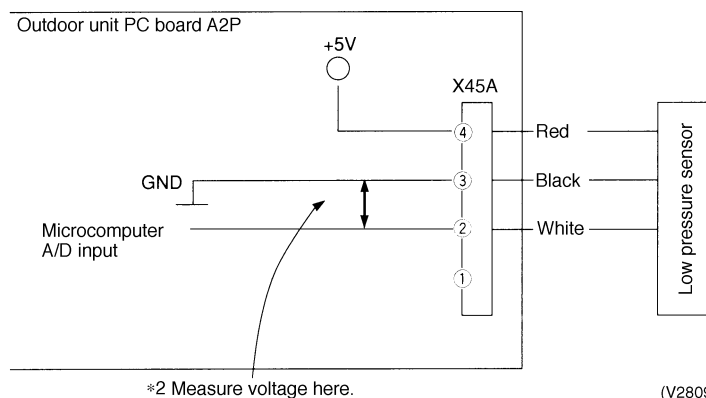 Outdoor unit PC board A2P
+5V
X45A
4
Red
GND
3
Black
Microcomputer
A/D input
2
White
1
Low pressure sensor
*2 Measure voltage here.
(V2809